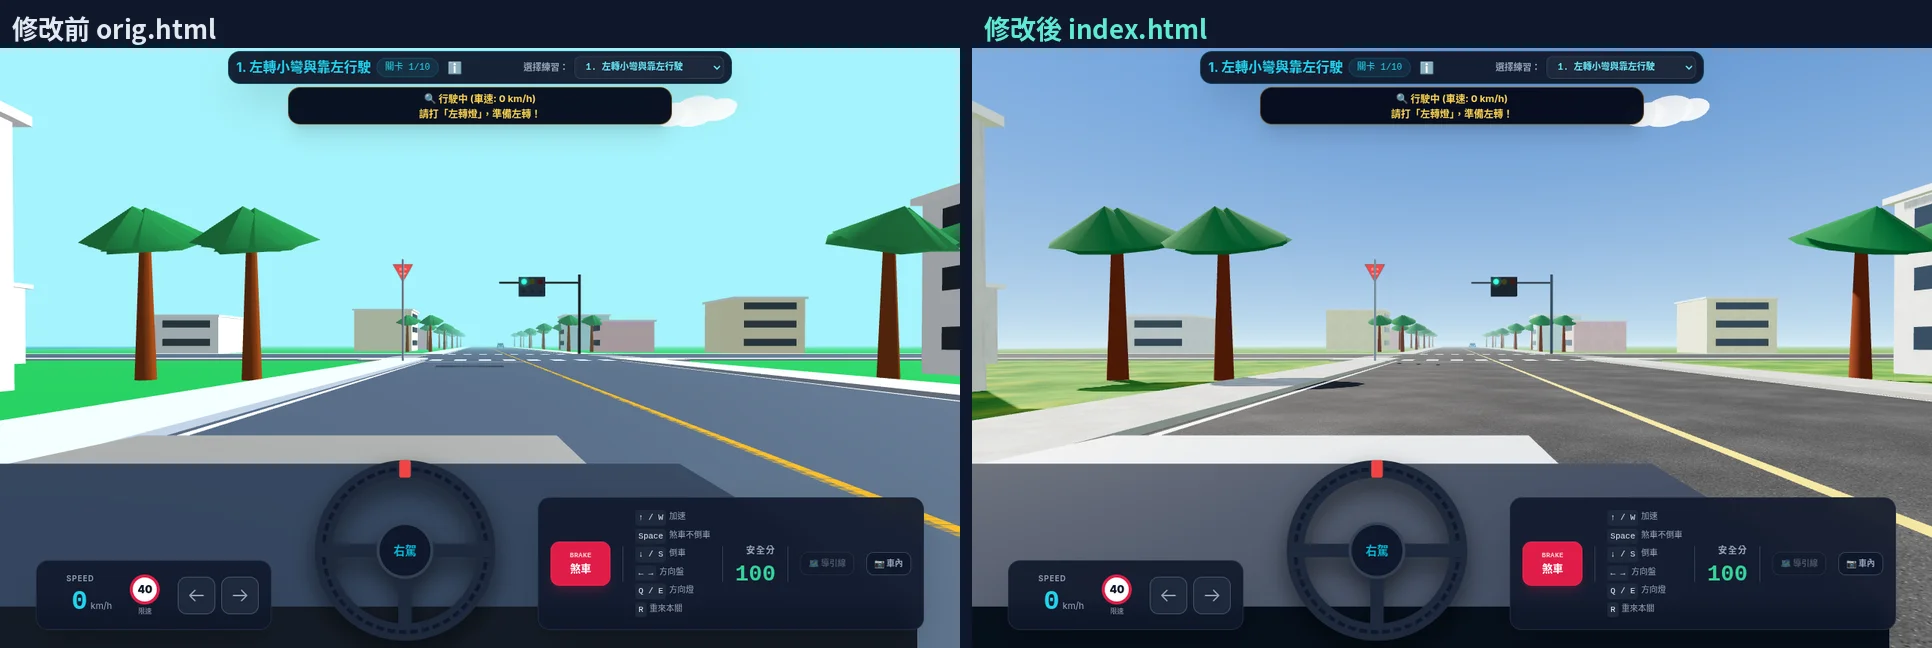 修改前 orig.html
1. 左轉小彎與靠左行駛
關卡 1/10
ℹ️
選擇練習：
1. 左轉小彎與靠左行駛
🔍 行駛中 (車速: 0 km/h)
請打「左轉燈」，準備左轉！
SPEED
0 km/h
40
限速
←
→
右駕
BRAKE
煞車
↑ / W 加速
Space 煞車不倒車
↓ / S 倒車
← → 方向盤
Q / E 方向燈
R 重來本關
安全分
100
導引線
車內
修改後 index.html
1. 左轉小彎與靠左行駛
關卡 1/10
ℹ️
選擇練習：
1. 左轉小彎與靠左行駛
🔍 行駛中 (車速: 0 km/h)
請打「左轉燈」，準備左轉！
SPEED
0 km/h
40
限速
←
→
右駕
BRAKE
煞車
↑ / W 加速
Space 煞車不倒車
↓ / S 倒車
← → 方向盤
Q / E 方向燈
R 重來本關
安全分
100
導引線
車內